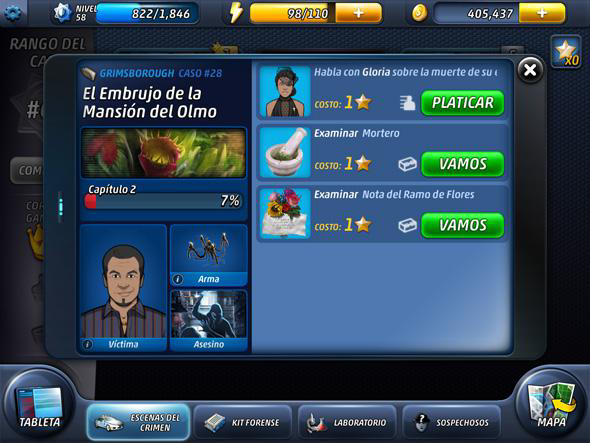 NIVEL
58
822/1,846
98/110
405,437
RANGO DEL
x0
GRIMSBOROUGH CASO #28
El Embrujo de la
Mansión del Olmo
Capítulo 2
7%
Arma
Víctima
Asesino
Habla con Gloria sobre la muerte de su e
COSTO: 1
PLATICAR
Examinar Mortero
COSTO: 1
VAMOS
Examinar Nota del Ramo de Flores
COSTO: 1
VAMOS
TABLETA
ESCENAS DEL
CRIMEN
KIT FORENSE
LABORATORIO
SOSPECHOSOS
MAPA